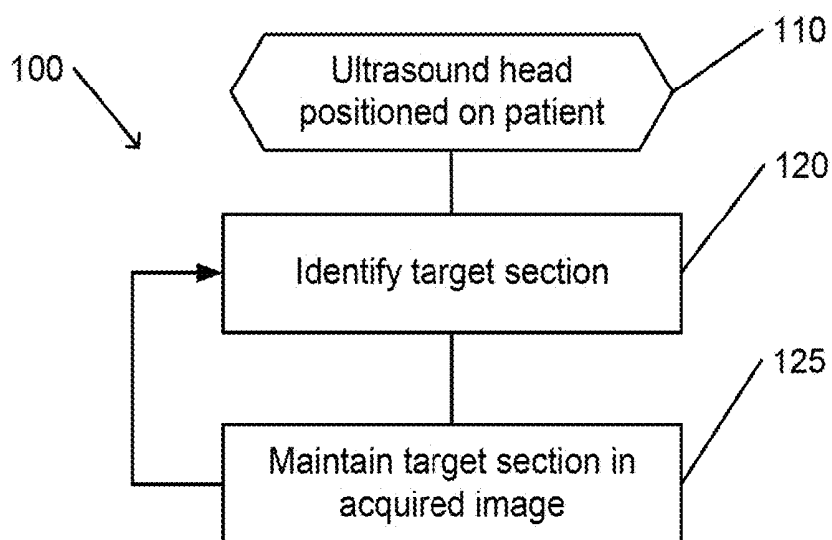 100
110
Ultrasound head
positioned on patient
120
Identify target section
125
Maintain target section in
acquired image